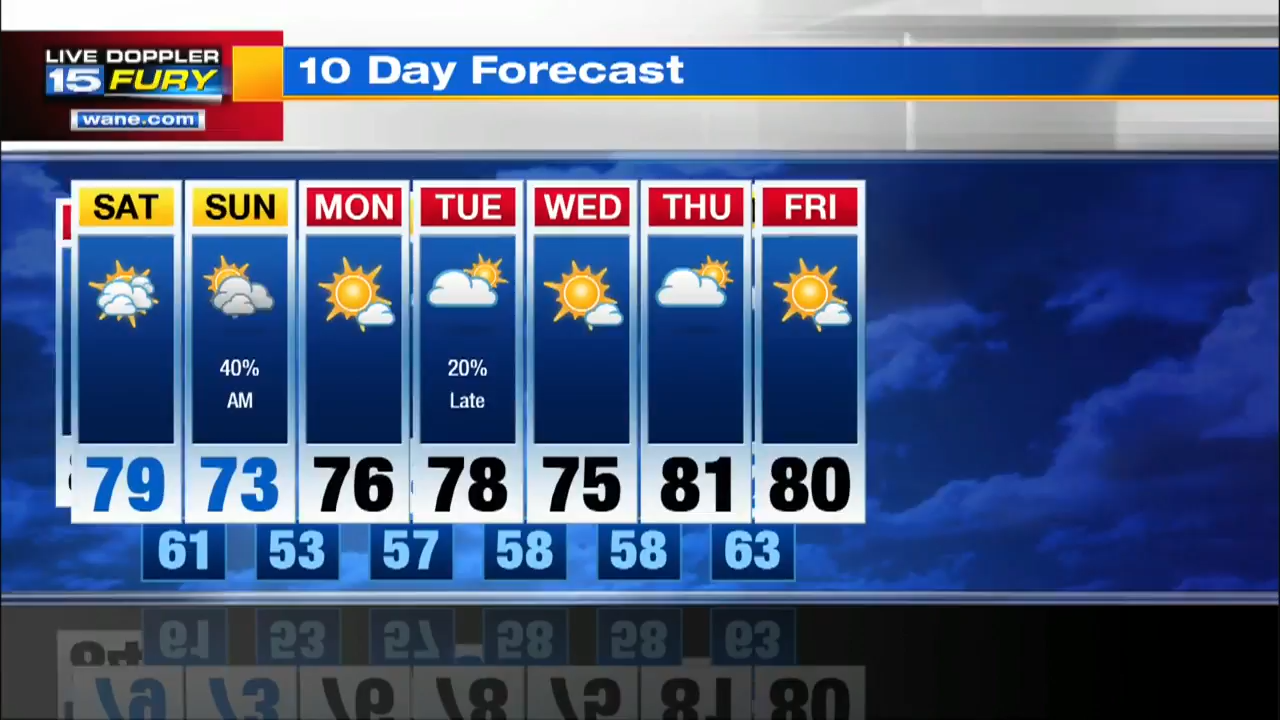 LIVE DOPPLER
15 FURY
wane.com
10 Day Forecast
SAT SUN MON TUE WED THU FRI
40% 20%
AM Late
79 73 76 78 75 81 80
61 53 57 58 58 63